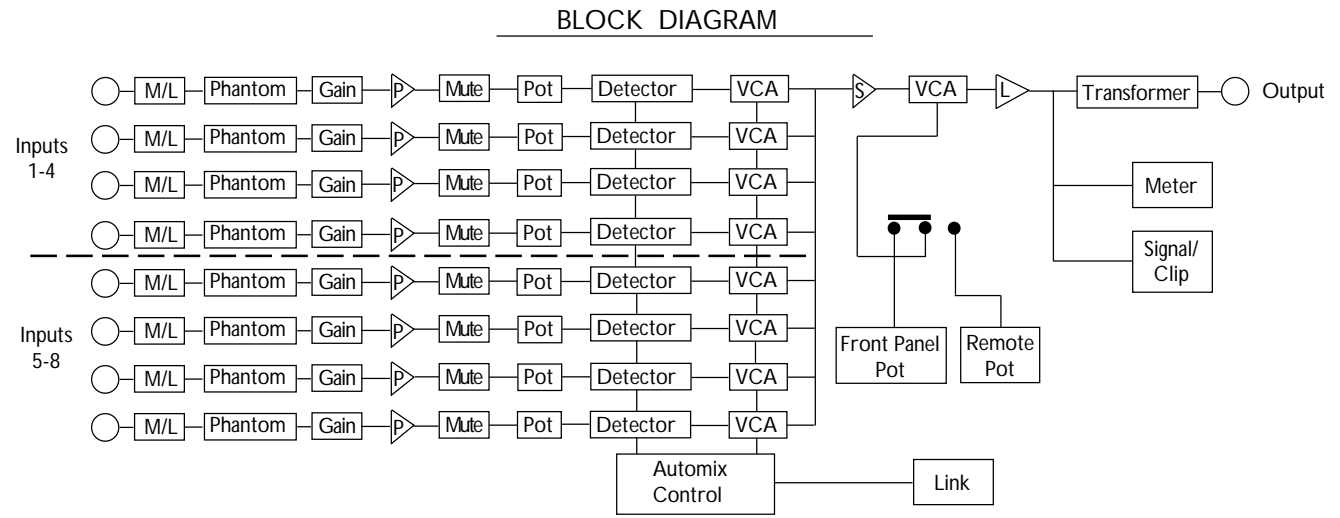 BLOCK DIAGRAM
M/L Phantom Gain P Mute Pot Detector VCA S VCA L Transformer Output
M/L Phantom Gain P Mute Pot Detector VCA
Inputs
1-4
M/L Phantom Gain P Mute Pot Detector VCA
Meter
M/L Phantom Gain P Mute Pot Detector VCA
Signal/
Clip
M/L Phantom Gain P Mute Pot Detector VCA
Inputs
5-8
M/L Phantom Gain P Mute Pot Detector VCA
Front Panel
Pot
Remote
Pot
M/L Phantom Gain P Mute Pot Detector VCA
M/L Phantom Gain P Mute Pot Detector VCA
Automix
Control
Link